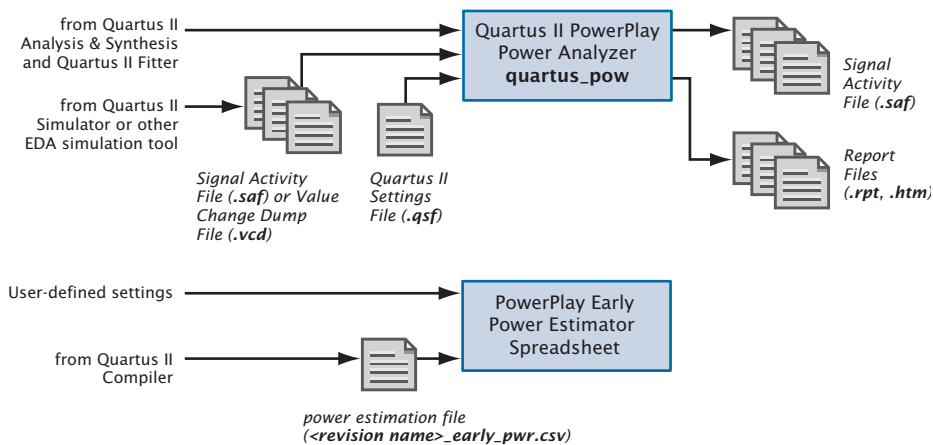 from Quartus II
Analysis & Synthesis
and Quartus II Fitter
Quartus II PowerPlay
Power Analyzer
quartus_pow
Signal
Activity
File (.saf)
from Quartus II
Simulator or other
EDA simulation tool
Signal Activity
File (.saf) or Value
Change Dump
File (.vcd)
Quartus II
Settings
File (.qsf)
Report
Files
(.rpt, .htm)
User-defined settings
PowerPlay Early
Power Estimator
Spreadsheet
from Quartus II
Compiler
power estimation file
(<revision name>_early_pwr.csv)